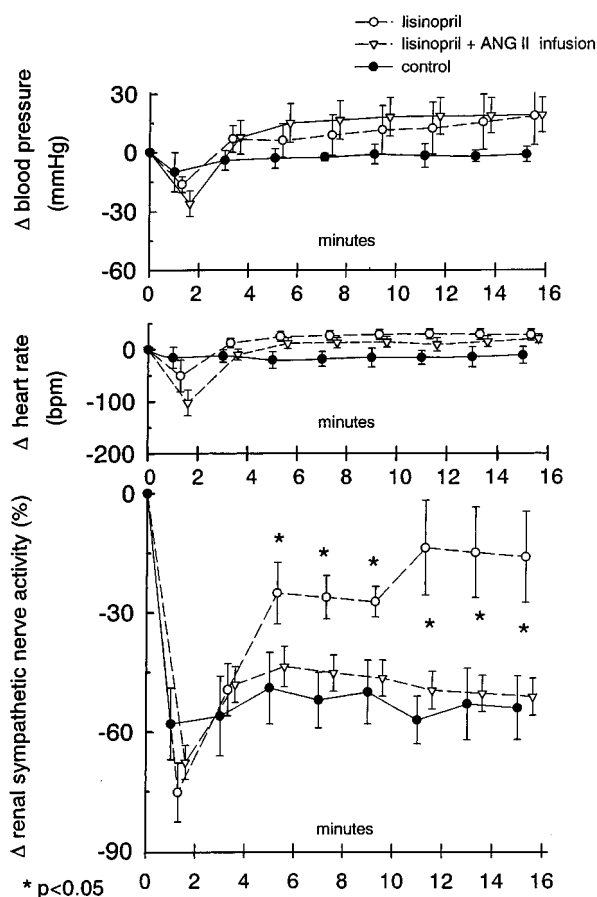 lisinopril
lisinopril + ANG II infusion
control
Δ blood pressure
(mmHg)
30
0
-30
-60
minutes
0 2 4 6 8 10 12 14 16
Δ heart rate
(bpm)
0
-100
-200
minutes
0 2 4 6 8 10 12 14 16
Δ renal sympathetic nerve activity (%)
0
-30
-60
-90
* * *
* * *
minutes
0 2 4 6 8 10 12 14 16
* p<0.05